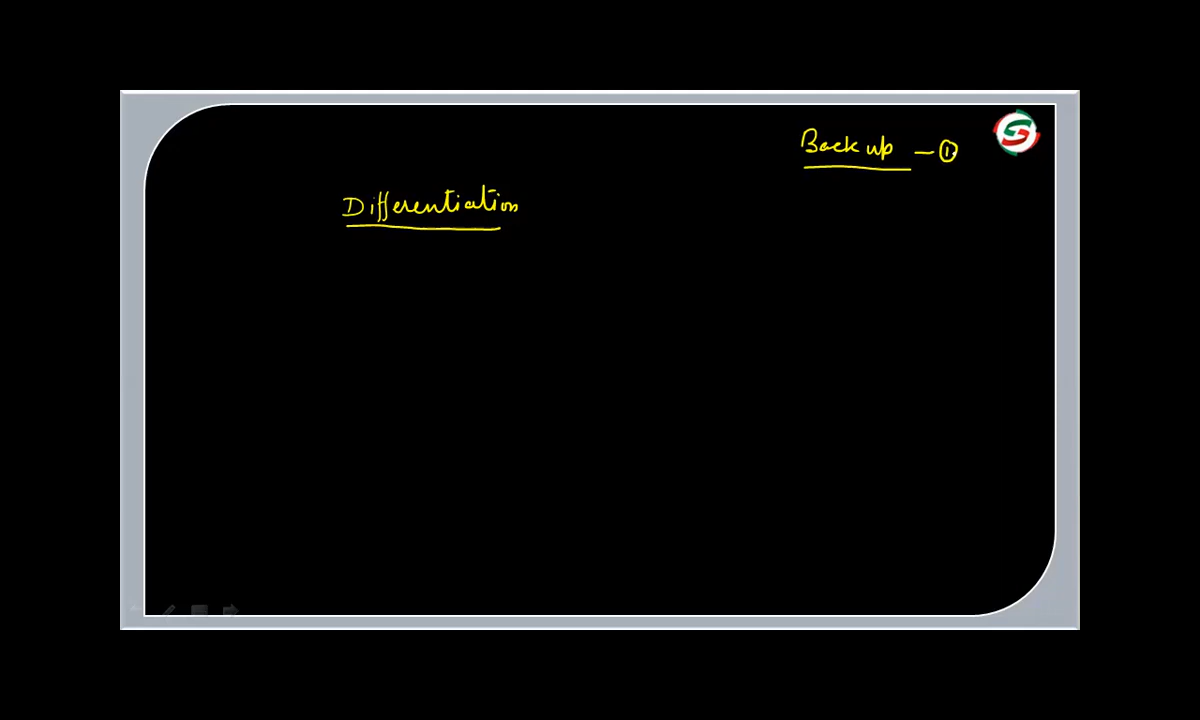 Back up - ①
Differentiation